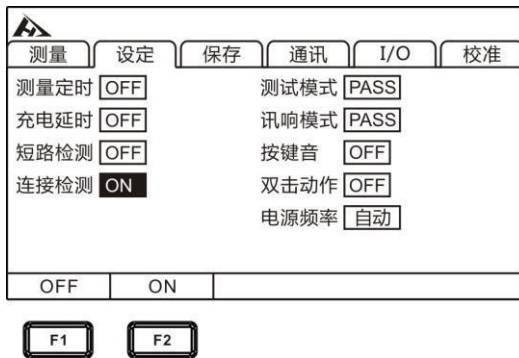 测量 设定 保存 通讯 I/O 校准
测量定时 OFF 测试模式 PASS
充电延时 OFF 讯响模式 PASS
短路检测 OFF 按键音 OFF
连接检测 ON 双击动作 OFF
电源频率 自动
OFF ON
F1 F2